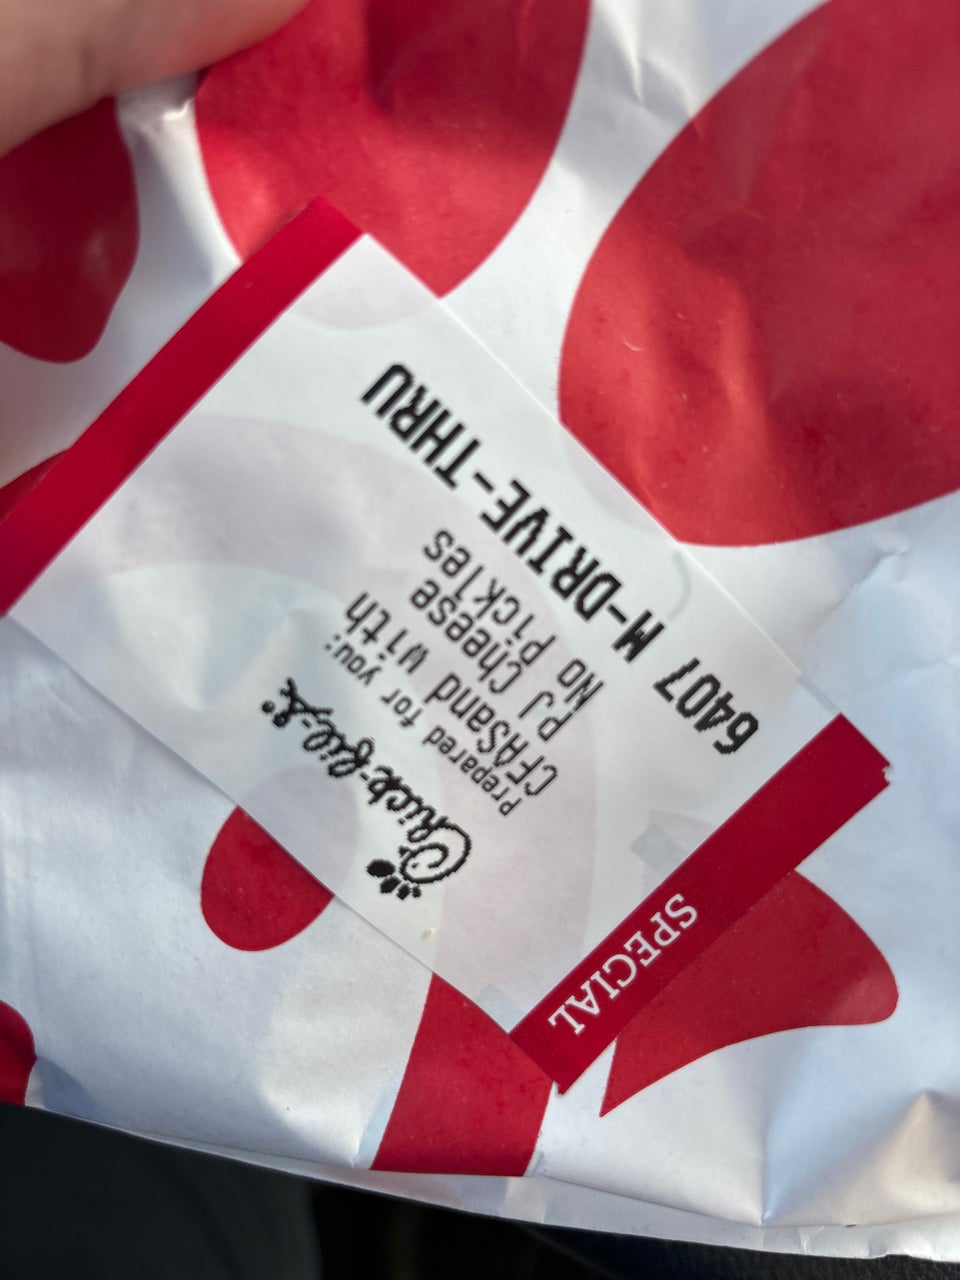 Chick-fil-A
Prepared for you:
CFASand with
PJ Cheese
No Pickles
6407 M-DRIVE-THRU
SPECIAL